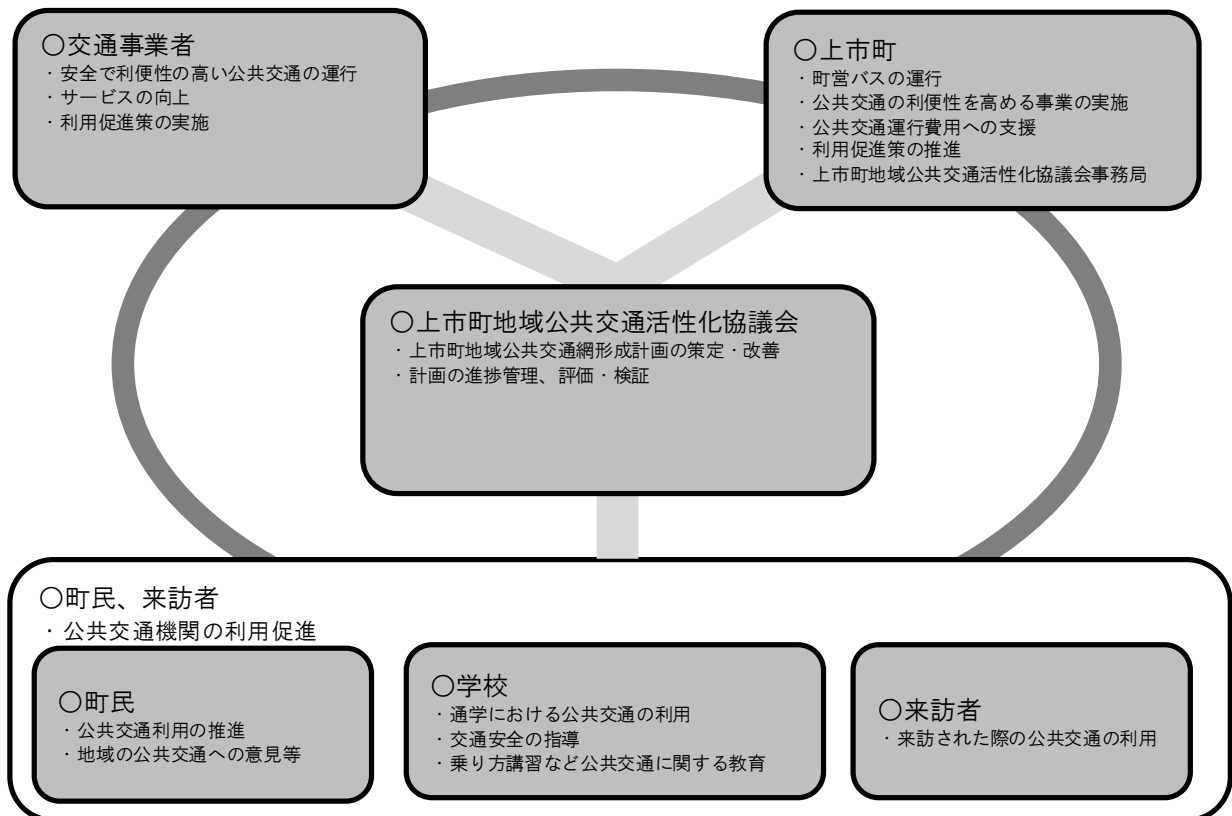 ○交通事業者
・安全で利便性の高い公共交通の運行
・サービスの向上
・利用促進策の実施
○上市町
・町営バスの運行
・公共交通の利便性を高める事業の実施
・公共交通運行費用への支援
・利用促進策の推進
・上市町地域公共交通活性化協議会事務局
○上市町地域公共交通活性化協議会
・上市町地域公共交通網形成計画の策定・改善
・計画の進捗管理、評価・検証
○町民、来訪者
・公共交通機関の利用促進
○町民
・公共交通利用の推進
・地域の公共交通への意見等
○学校
・通学における公共交通の利用
・交通安全の指導
・乗り方講習など公共交通に関する教育
○来訪者
・来訪された際の公共交通の利用